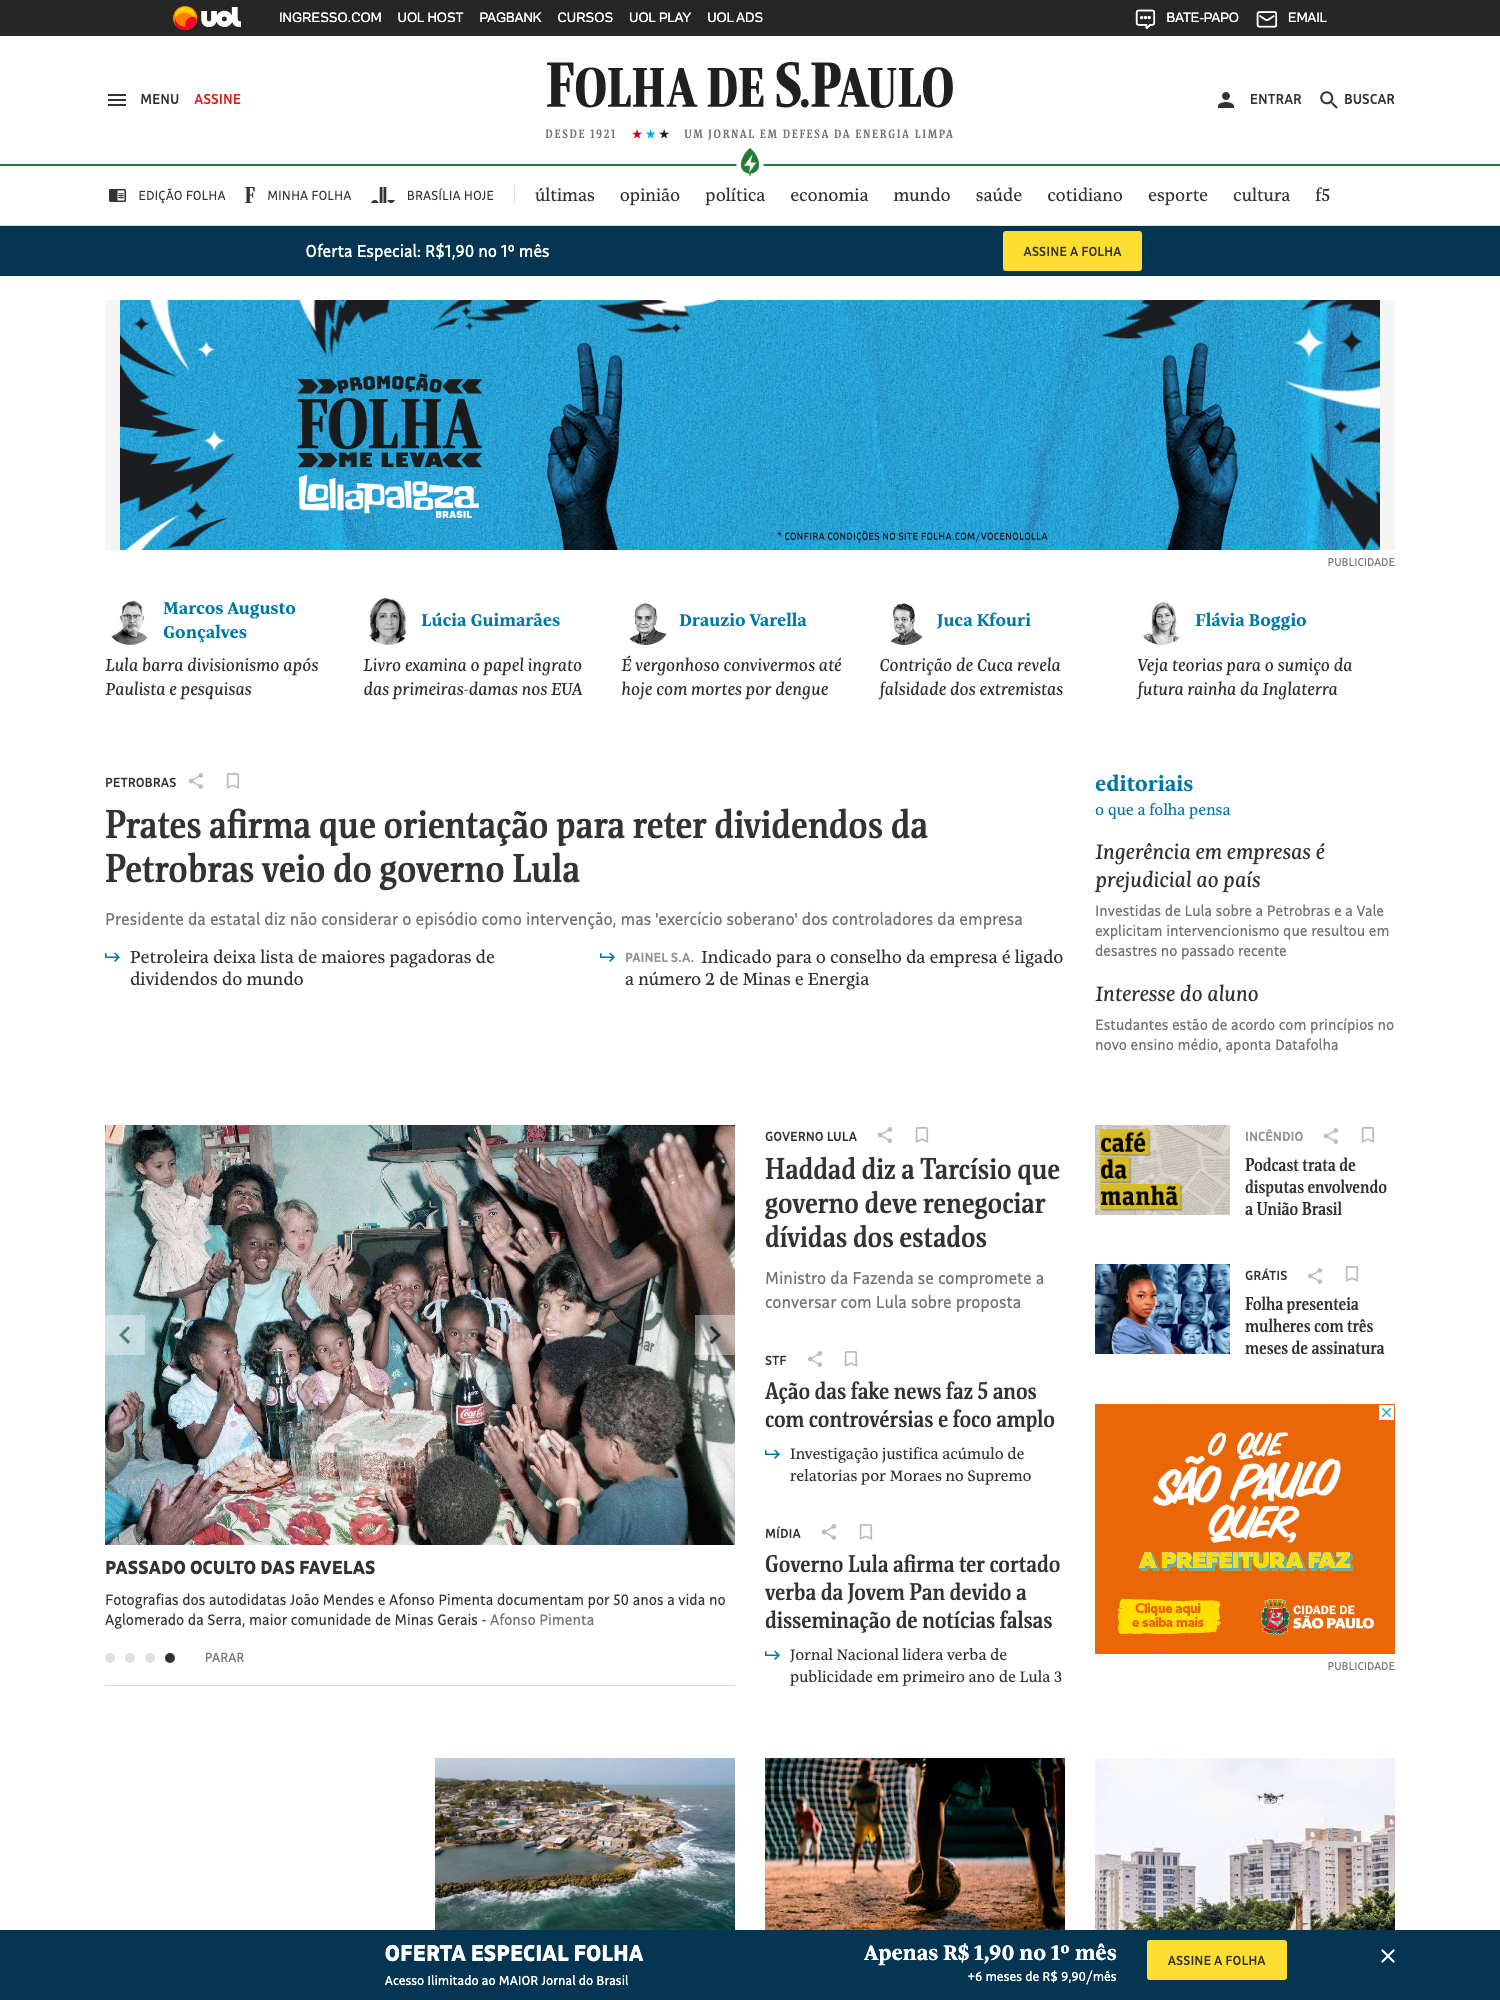 uol
INGRESSO.COM UOL HOST PAGBANK CURSOS UOL PLAY UOL ADS
BATE-PAPO EMAIL
MENU ASSINE
FOLHA DE S.PAULO
ENTRAR BUSCAR
DESDE 1921 ★★★ UM JORNAL EM DEFESA DA ENERGIA LIMPA
EDIÇÃO FOLHA F MINHA FOLHA BRASÍLIA HOJE
últimas opinião política economia mundo saúde cotidiano esporte cultura f5
Oferta Especial: R$1,90 no 1º mês
ASSINE A FOLHA
PROMOÇÃO
FOLHA
ME LEVA
Lollapalooza
BRASIL
* CONFIRA CONDIÇÕES NO SITE FOLHA.COM/VOCENOLOLLA
PUBLICIDADE
Marcos Augusto
Gonçalves
Lula barra divisionismo após
Paulista e pesquisas
Lúcia Guimarães
Livro examina o papel ingrato
das primeiras-damas nos EUA
Drauzio Varella
É vergonhoso convivermos até
hoje com mortes por dengue
Juca Kfouri
Contrição de Cuca revela
falsidade dos extremistas
Flávia Boggio
Veja teorias para o sumiço da
futura rainha da Inglaterra
PETROBRAS
Prates afirma que orientação para reter dividendos da
Petrobras veio do governo Lula
Presidente da estatal diz não considerar o episódio como intervenção, mas 'exercício soberano' dos controladores da empresa
Petroleira deixa lista de maiores pagadoras de
dividendos do mundo
PAINEL S.A. Indicado para o conselho da empresa é ligado
a número 2 de Minas e Energia
editoriais
o que a folha pensa
Ingerência em empresas é
prejudicial ao país
Investidas de Lula sobre a Petrobras e a Vale
explicitam intervencionismo que resultou em
desastres no passado recente
Interesse do aluno
Estudantes estão de acordo com princípios no
novo ensino médio, aponta Datafolha
Coca-Cola
PASSADO OCULTO DAS FAVELAS
Fotografias dos autodidatas João Mendes e Afonso Pimenta documentam por 50 anos a vida no
Aglomerado da Serra, maior comunidade de Minas Gerais - Afonso Pimenta
PARAR
GOVERNO LULA
Haddad diz a Tarcísio que
governo deve renegociar
dívidas dos estados
Ministro da Fazenda se compromete a
conversar com Lula sobre proposta
STF
Ação das fake news faz 5 anos
com controvérsias e foco amplo
Investigação justifica acúmulo de
relatorias por Moraes no Supremo
MÍDIA
Governo Lula afirma ter cortado
verba da Jovem Pan devido a
disseminação de notícias falsas
Jornal Nacional lidera verba de
publicidade em primeiro ano de Lula 3
café
da
manhã
INCÊNDIO
Podcast trata de
disputas envolvendo
a União Brasil
GRÁTIS
Folha presenteia
mulheres com três
meses de assinatura
O QUE
SÃO PAULO
QUER,
A PREFEITURA FAZ
Clique aqui
e saiba mais
CIDADE DE
SÃO PAULO
PUBLICIDADE
OFERTA ESPECIAL FOLHA
Acesso Ilimitado ao MAIOR Jornal do Brasil
Apenas R$ 1,90 no 1º mês
+6 meses de R$ 9,90/mês
ASSINE A FOLHA